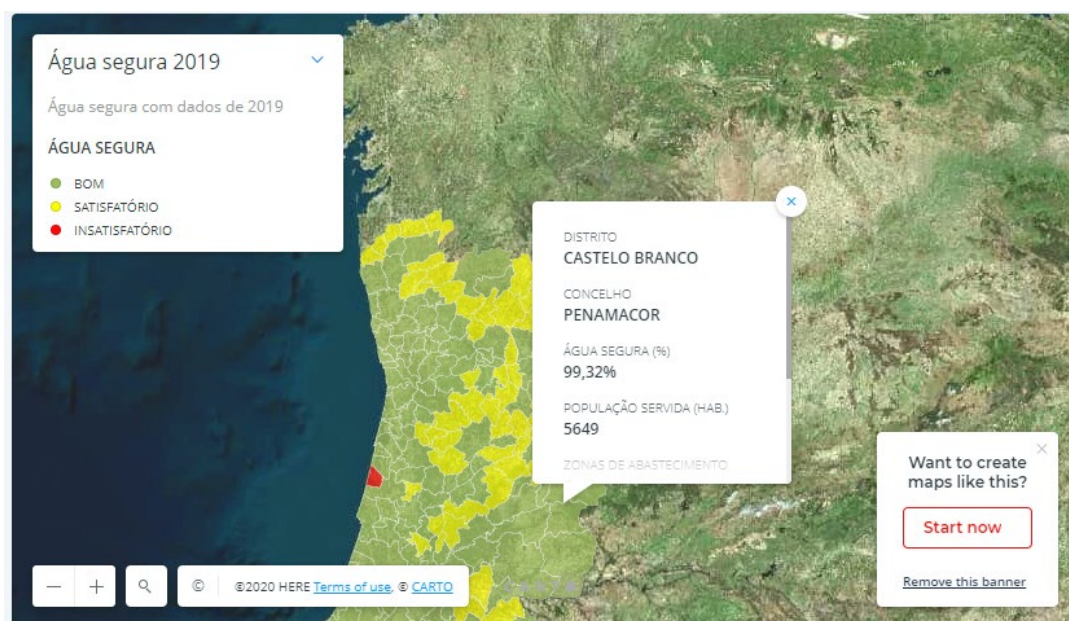 Água segura 2019
Água segura com dados de 2019
ÁGUA SEGURA
BOM
SATISFATÓRIO
INSATISFATÓRIO
DISTRITO
CASTELO BRANCO
CONCELHO
PENAMACOR
ÁGUA SEGURA (%)
99,32%
POPULAÇÃO SERVIDA (HAB.)
5649
ZONAS DE ABASTECIMENTO
Want to create
maps like this?
Start now
Remove this banner
© ©2020 HERE Terms of use, © CARTO